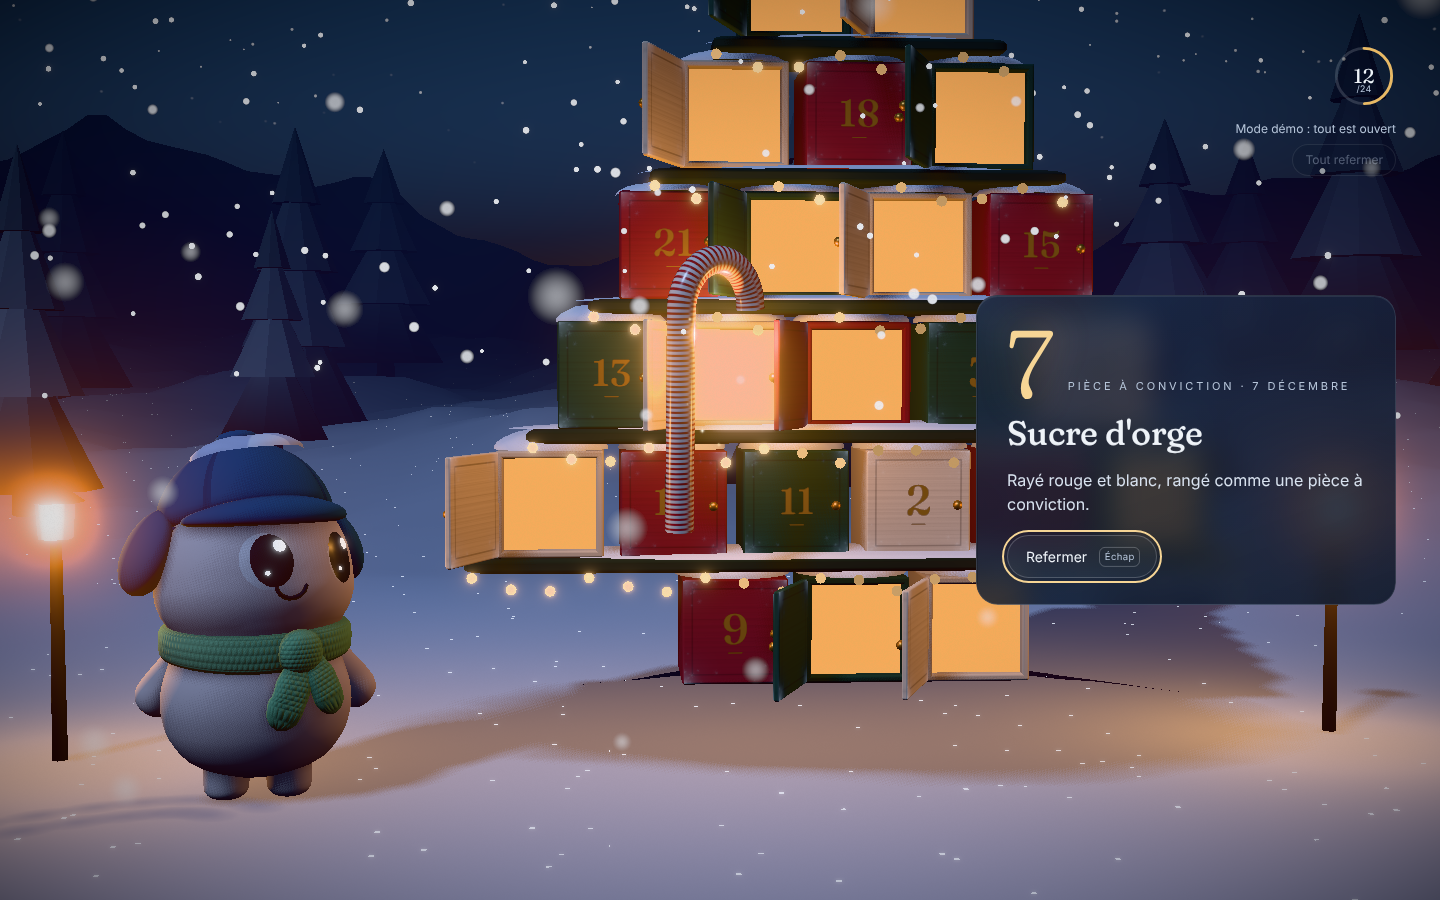 12
/24
Mode démo : tout est ouvert
Tout refermer
18
21
15
13
11
2
9
7
PIÈCE À CONVICTION · 7 DÉCEMBRE
Sucre d'orge
Rayé rouge et blanc, rangé comme une pièce à
conviction.
Refermer Échap